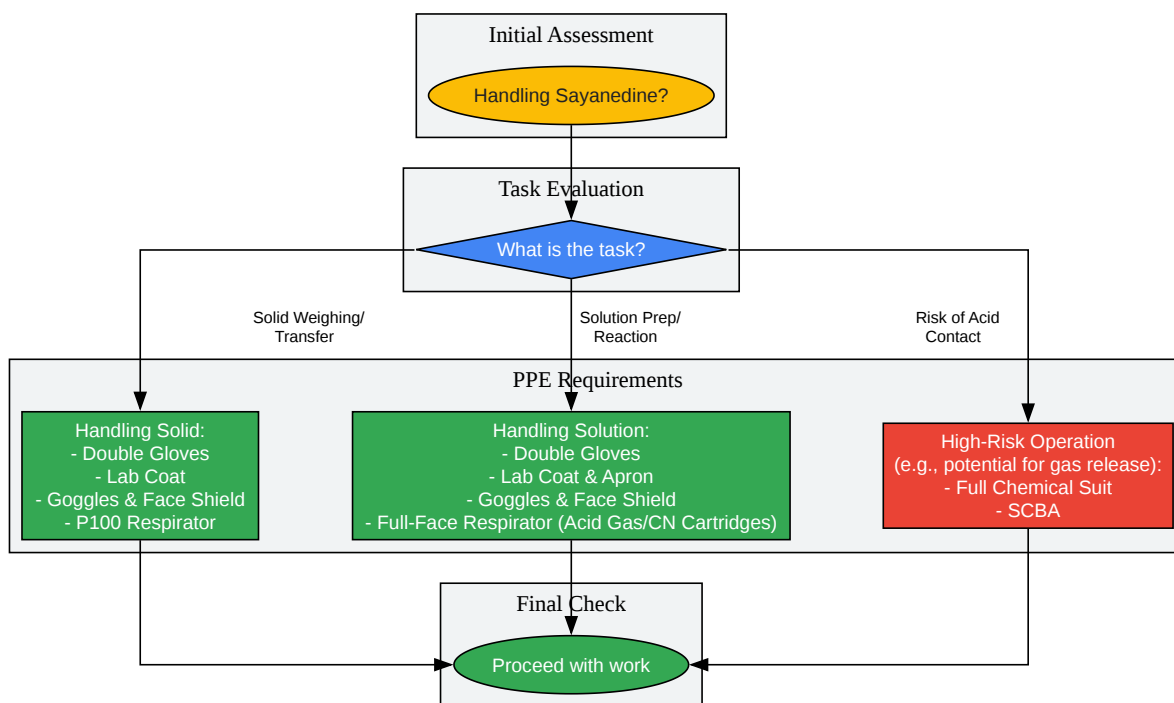 Initial Assessment
Handling Sayanedine?
Task Evaluation
What is the task?
Solid Weighing/
Transfer
Solution Prep/
Reaction
Risk of Acid
Contact
PPE Requirements
Handling Solid:
- Double Gloves
- Lab Coat
- Goggles & Face Shield
- P100 Respirator
Handling Solution:
- Double Gloves
- Lab Coat & Apron
- Goggles & Face Shield
- Full-Face Respirator (Acid Gas/CN Cartridges)
High-Risk Operation
(e.g., potential for gas release):
- Full Chemical Suit
- SCBA
Final Check
Proceed with work